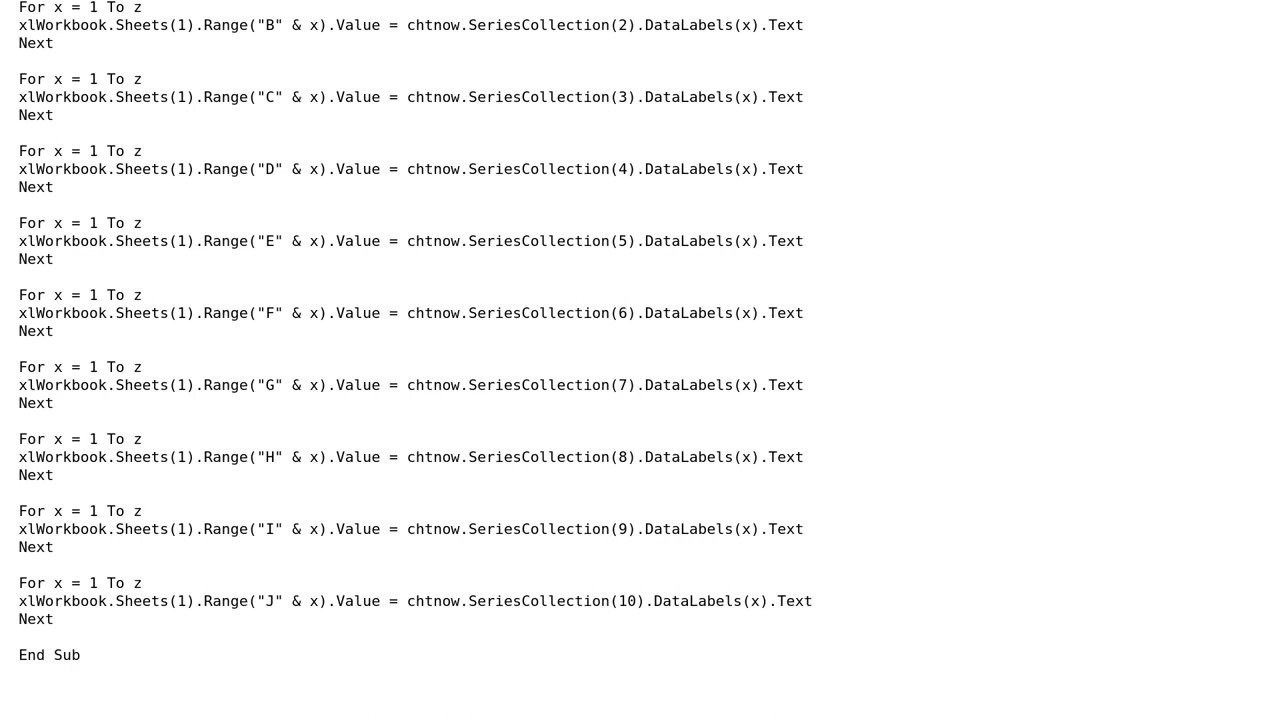 For x = 1 To z
xlWorkbook.Sheets(1).Range("B" & x).Value = chtnow.SeriesCollection(2).DataLabels(x).Text
Next

For x = 1 To z
xlWorkbook.Sheets(1).Range("C" & x).Value = chtnow.SeriesCollection(3).DataLabels(x).Text
Next

For x = 1 To z
xlWorkbook.Sheets(1).Range("D" & x).Value = chtnow.SeriesCollection(4).DataLabels(x).Text
Next

For x = 1 To z
xlWorkbook.Sheets(1).Range("E" & x).Value = chtnow.SeriesCollection(5).DataLabels(x).Text
Next

For x = 1 To z
xlWorkbook.Sheets(1).Range("F" & x).Value = chtnow.SeriesCollection(6).DataLabels(x).Text
Next

For x = 1 To z
xlWorkbook.Sheets(1).Range("G" & x).Value = chtnow.SeriesCollection(7).DataLabels(x).Text
Next

For x = 1 To z
xlWorkbook.Sheets(1).Range("H" & x).Value = chtnow.SeriesCollection(8).DataLabels(x).Text
Next

For x = 1 To z
xlWorkbook.Sheets(1).Range("I" & x).Value = chtnow.SeriesCollection(9).DataLabels(x).Text
Next

For x = 1 To z
xlWorkbook.Sheets(1).Range("J" & x).Value = chtnow.SeriesCollection(10).DataLabels(x).Text
Next

End Sub